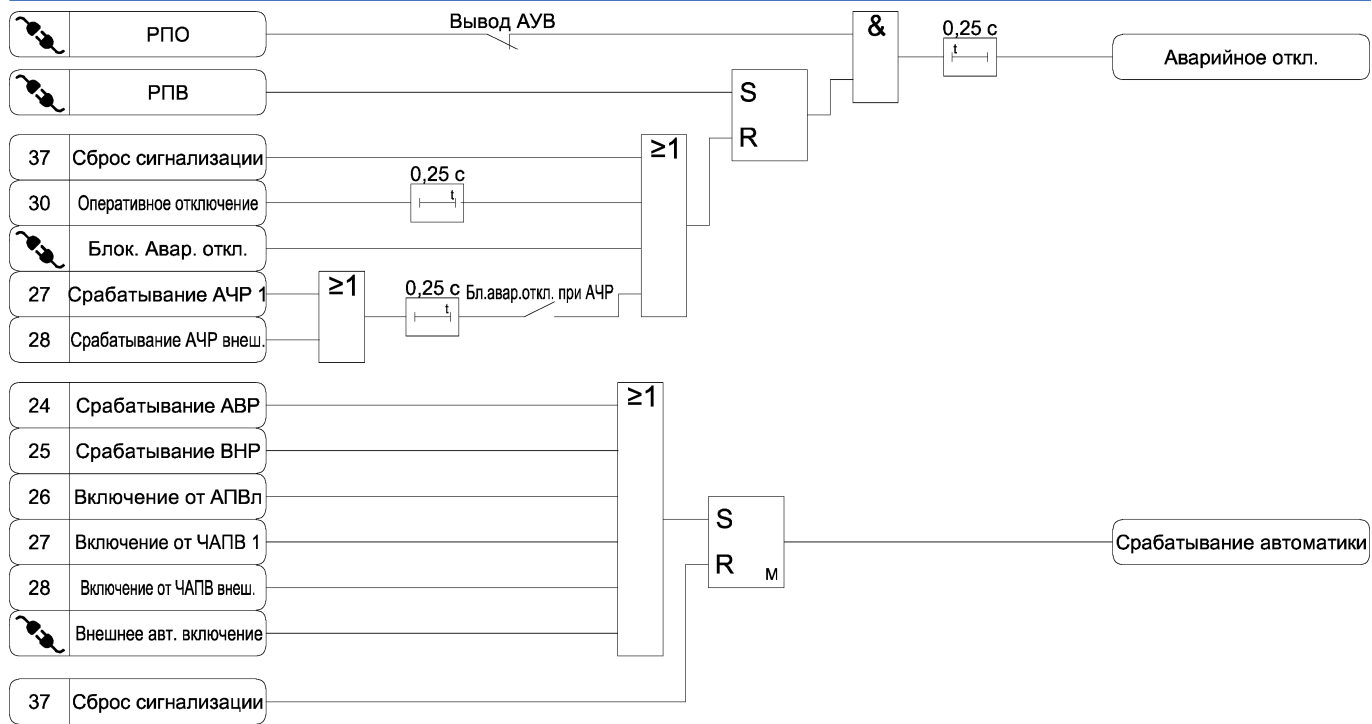 РПО
Вывод АУВ
&
0,25 с
t
Аварийное откл.
РПВ
S
R
37 Сброс сигнализации
≥1
30 Оперативное отключение
0,25 с
t
Блок. Авар. откл.
27 Срабатывание АЧР 1
≥1
0,25 с
t
Бл.авар.откл. при АЧР
28 Срабатывание АЧР внеш.
24 Срабатывание АВР
≥1
25 Срабатывание ВНР
26 Включение от АПВл
S
R
M
27 Включение от ЧАПВ 1
Срабатывание автоматики
28 Включение от ЧАПВ внеш.
Внешнее авт. включение
37 Сброс сигнализации